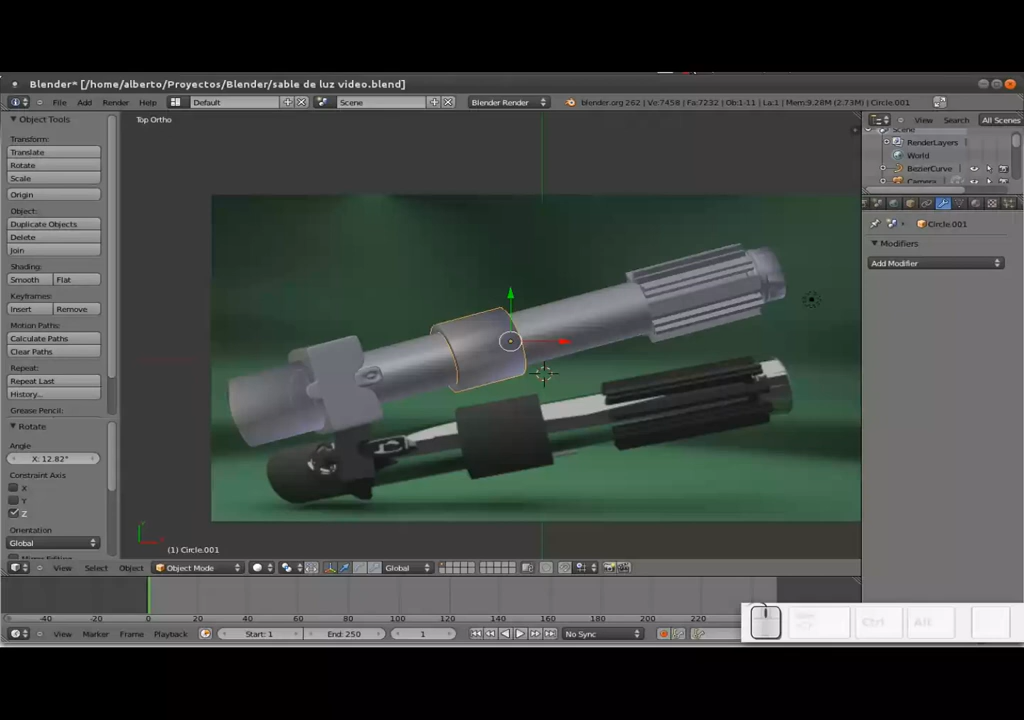 Blender* [/home/alberto/Proyectos/Blender/sable de luz video.blend]
File Add Render Help Default Scene Blender Render blender.org 262 | Ve:7458 | Fa:7232 | Ob:1-11 | La:1 | Mem:9.28M (2.73M) | Circle.001
Object Tools
Top Ortho
View Search All Scenes
Scene
Transform:
Translate
RenderLayers
Rotate
World
Scale
BezierCurve
Camera
Origin
Object:
Duplicate Objects
Circle.001
Delete
Modifiers
Join
Add Modifier
Shading:
Smooth Flat
Keyframes:
Insert Remove
Motion Paths:
Calculate Paths
Clear Paths
Repeat:
Repeat Last
History...
Grease Pencil:
Rotate
Angle
X: 12.82°
Constraint Axis
X
Y
Z
Orientation
Global
(1) Circle.001
View Select Object Object Mode Global
-40 -20 0 20 40 60 80 100 120 140 160 180 200 220
View Marker Frame Playback Start: 1 End: 250 1 No Sync
Ctrl Alt